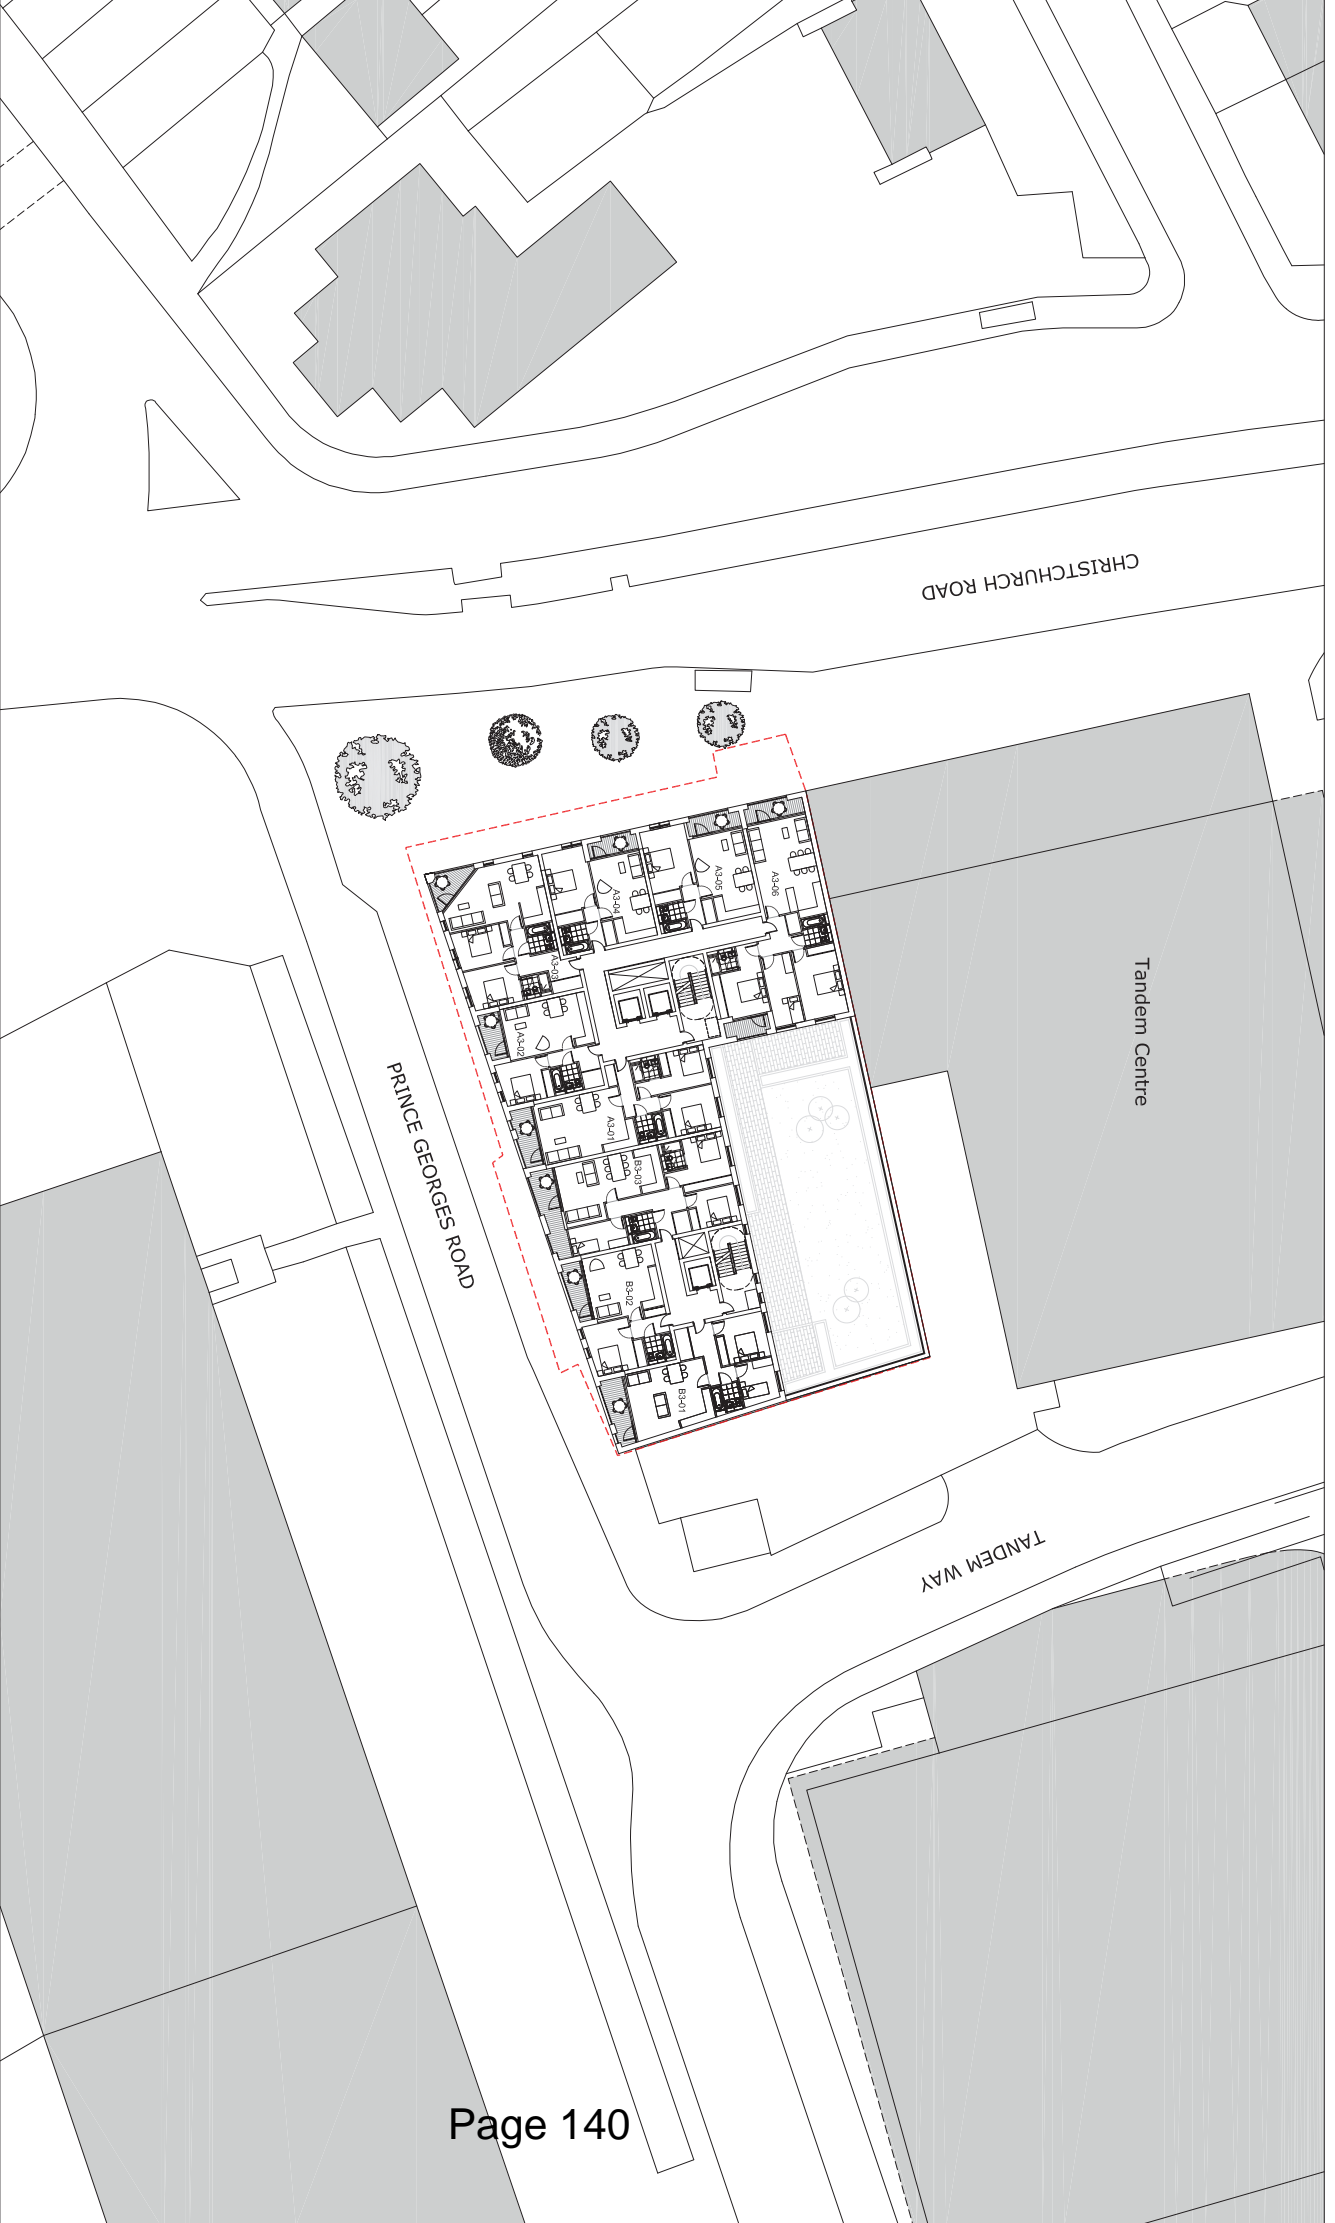 CHRISTCHURCH ROAD
A3-06
A3-05
A3-04
A3-03
A3-02
A3-01
B3-03
B3-02
B3-01
Tandem Centre
PRINCE GEORGES ROAD
TANDEM WAY
Page 140